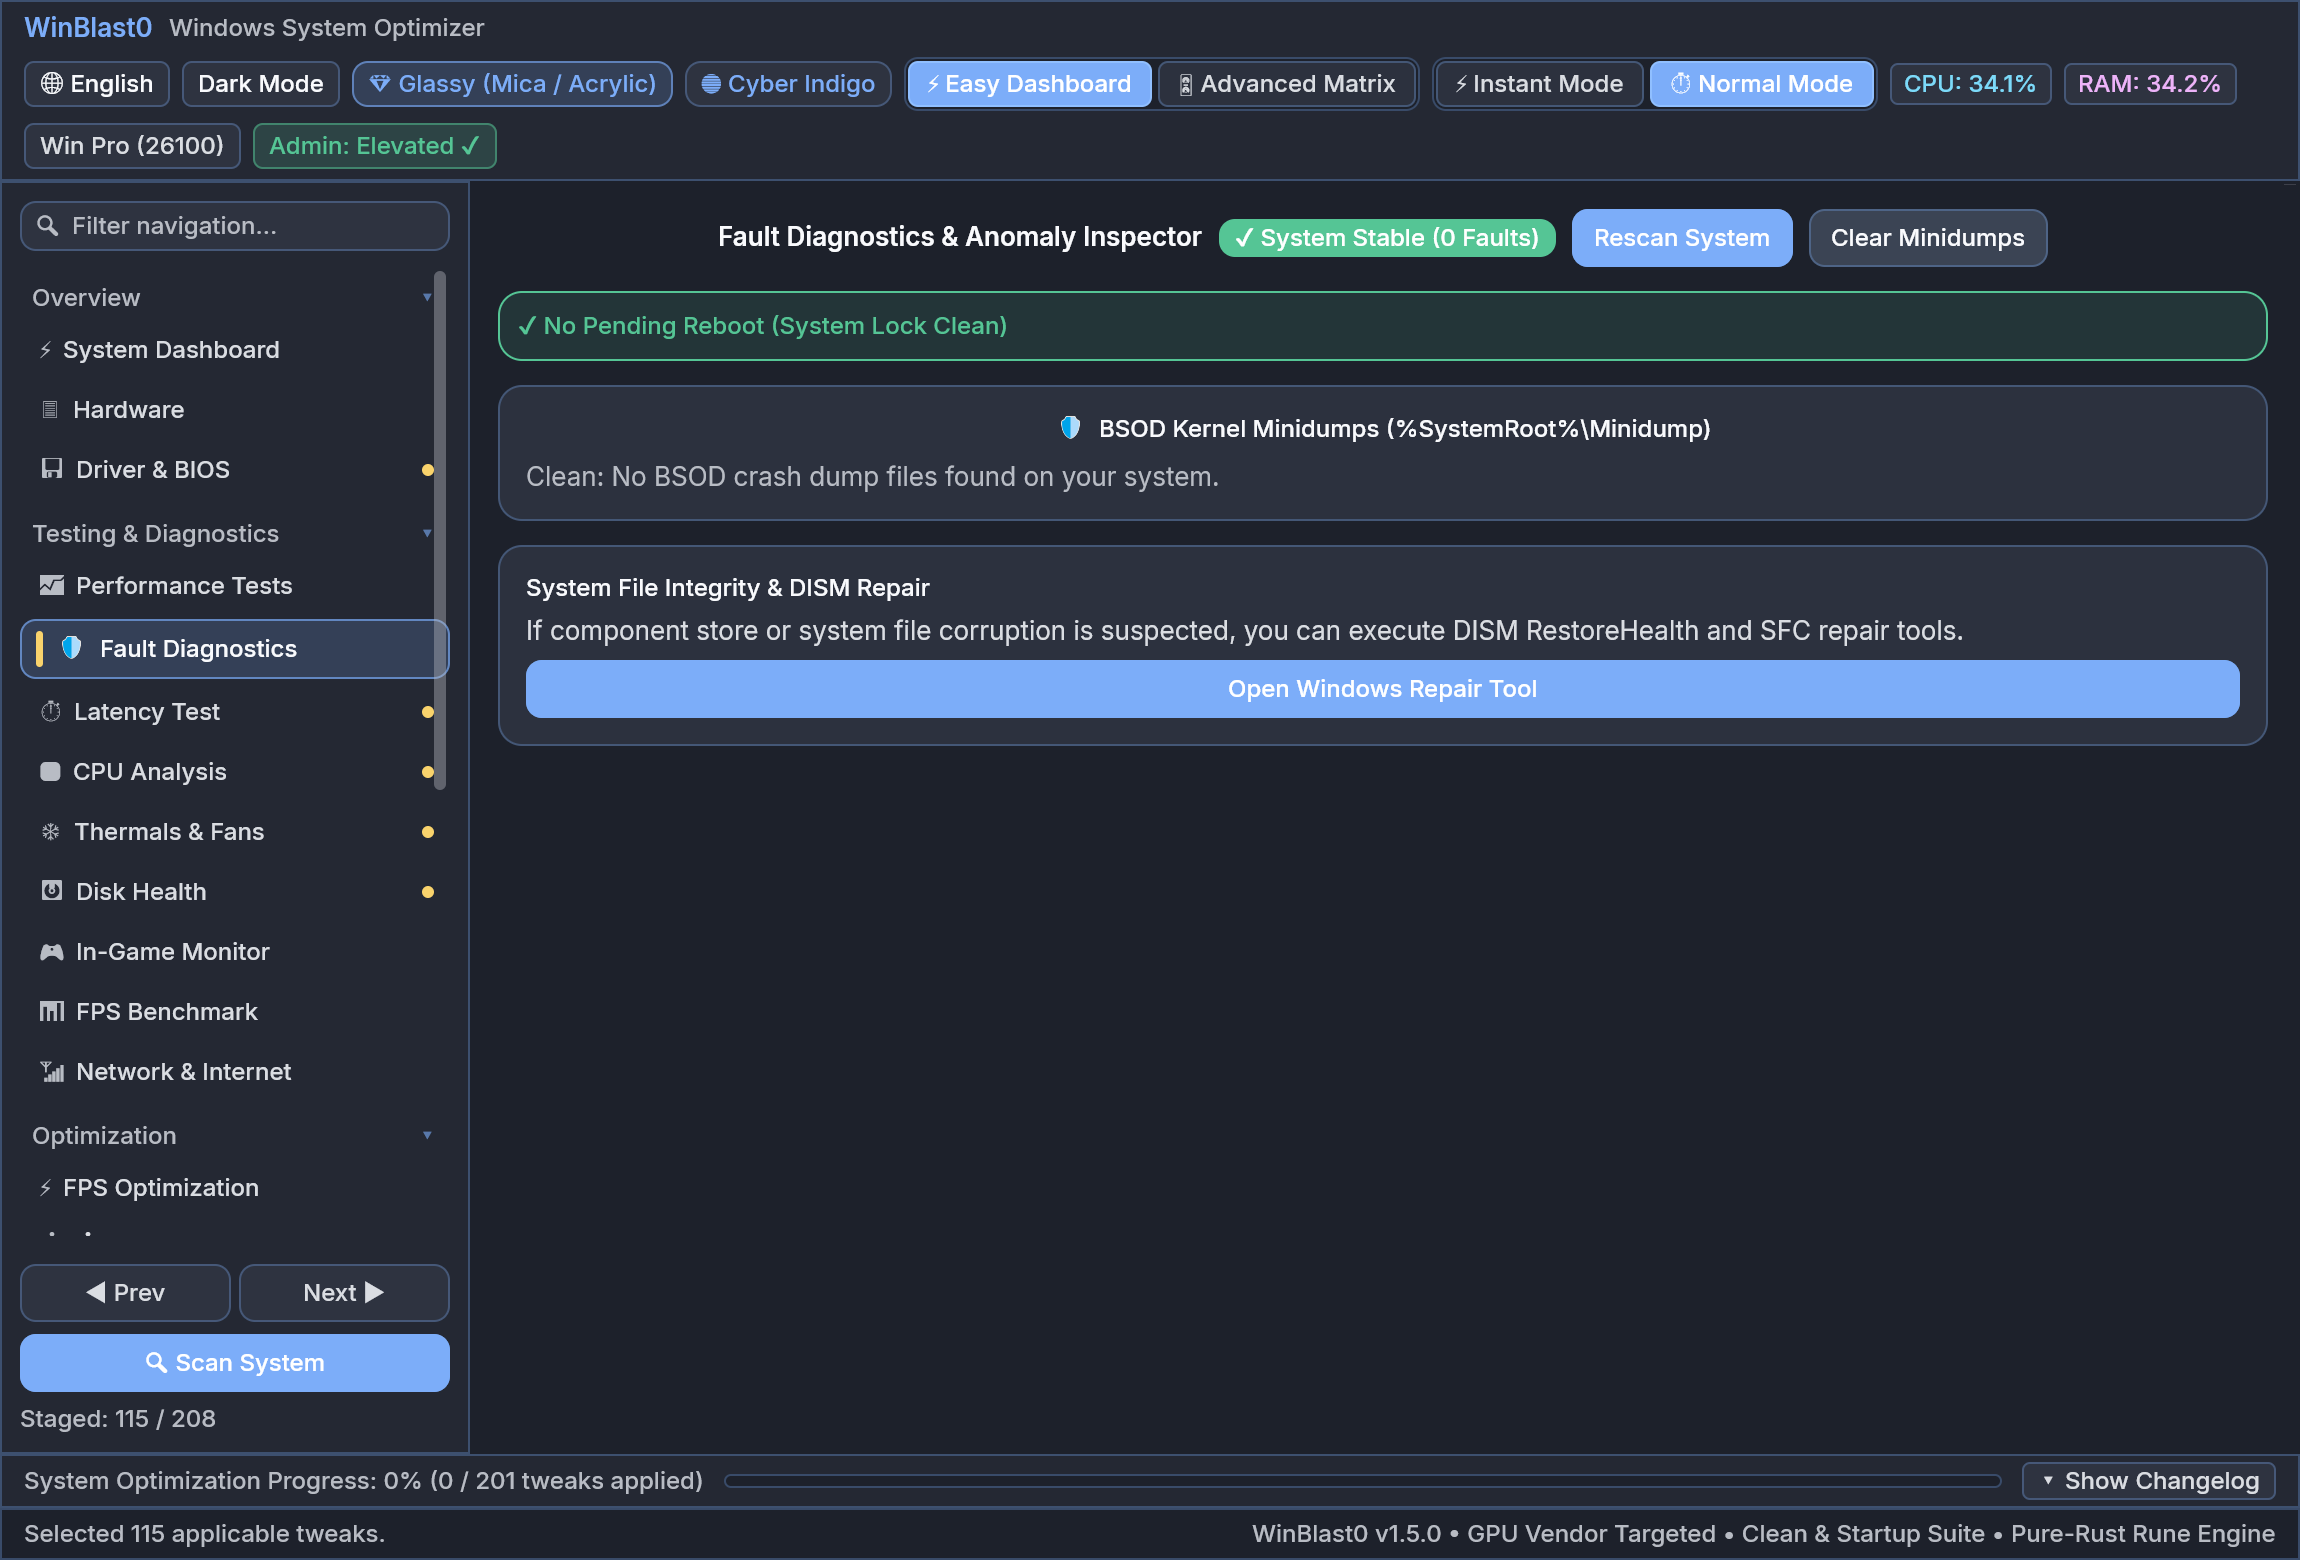 WinBlast0 Windows System Optimizer
English Dark Mode Glassy (Mica / Acrylic) Cyber Indigo Easy Dashboard Advanced Matrix Instant Mode Normal Mode CPU: 34.1% RAM: 34.2%
Win Pro (26100) Admin: Elevated ✓
Filter navigation...
Overview
System Dashboard
Hardware
Driver & BIOS
Testing & Diagnostics
Performance Tests
Fault Diagnostics
Latency Test
CPU Analysis
Thermals & Fans
Disk Health
In-Game Monitor
FPS Benchmark
Network & Internet
Optimization
FPS Optimization
◀ Prev Next ▶
Scan System
Staged: 115 / 208
Fault Diagnostics & Anomaly Inspector ✓ System Stable (0 Faults) Rescan System Clear Minidumps
✓ No Pending Reboot (System Lock Clean)
BSOD Kernel Minidumps (%SystemRoot%\Minidump)
Clean: No BSOD crash dump files found on your system.
System File Integrity & DISM Repair
If component store or system file corruption is suspected, you can execute DISM RestoreHealth and SFC repair tools.
Open Windows Repair Tool
System Optimization Progress: 0% (0 / 201 tweaks applied) ▼ Show Changelog
Selected 115 applicable tweaks. WinBlast0 v1.5.0 • GPU Vendor Targeted • Clean & Startup Suite • Pure-Rust Rune Engine